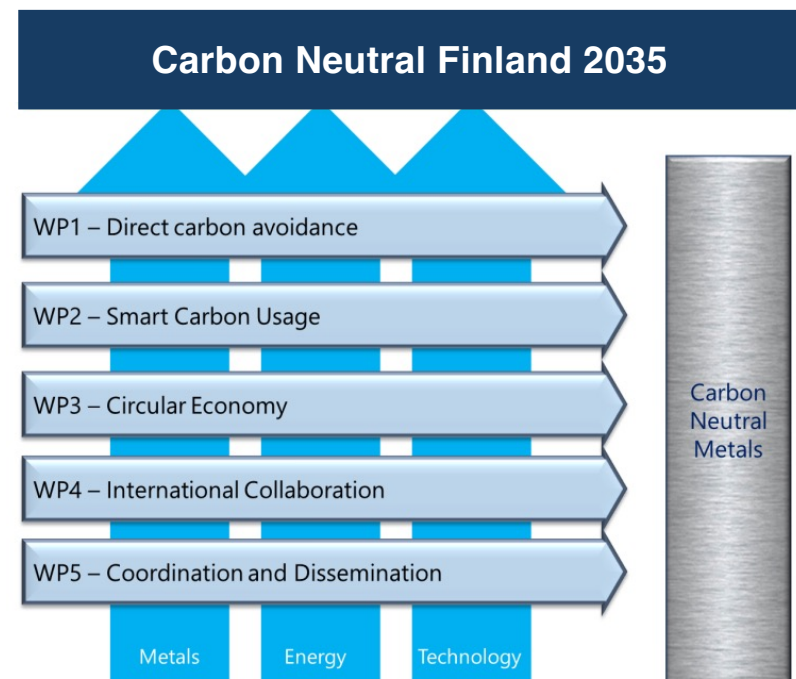 Carbon Neutral Finland 2035
WP1 – Direct carbon avoidance
WP2 – Smart Carbon Usage
WP3 – Circular Economy
WP4 – International Collaboration
WP5 – Coordination and Dissemination
Metals
Energy
Technology
Carbon
Neutral
Metals